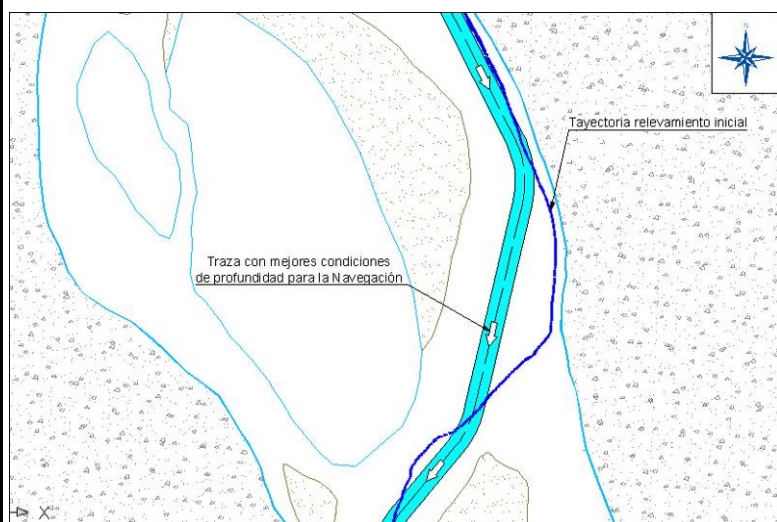 Tayectoria relevamiento inicial
Traza con mejores condiciones
de profundidad para la Navegación
X